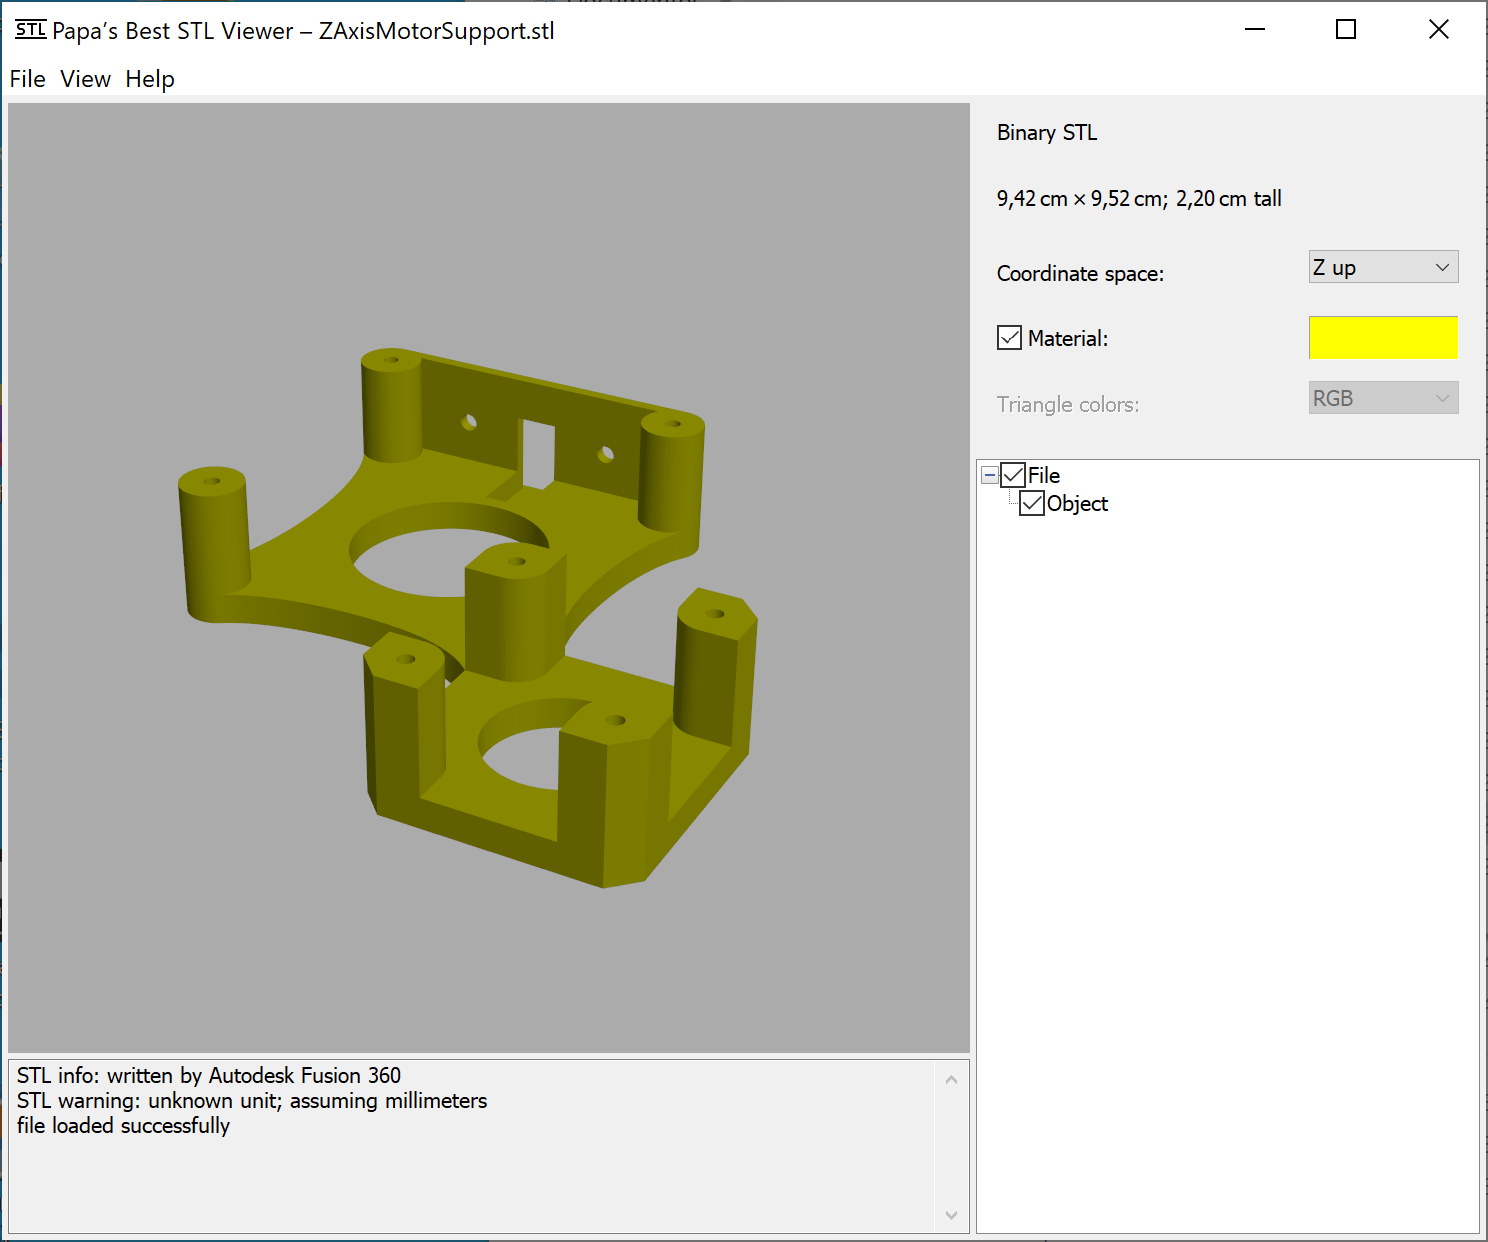 STL Papa’s Best STL Viewer – ZAxisMotorSupport.stl
File View Help
Binary STL
9,42 cm × 9,52 cm; 2,20 cm tall
Coordinate space: Z up
Material:
Triangle colors: RGB
File
Object
STL info: written by Autodesk Fusion 360
STL warning: unknown unit; assuming millimeters
file loaded successfully